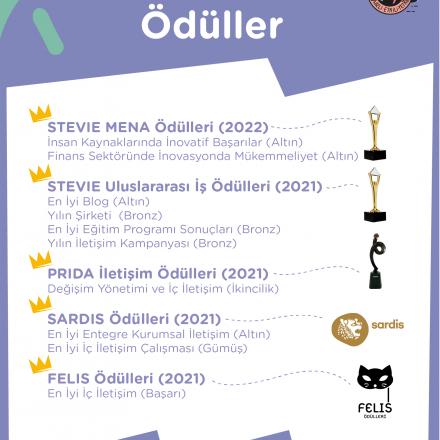 Ödüller
STEVIE MENA Ödülleri (2022)
İnsan Kaynaklarında İnovatif Başarılar (Altın)
Finans Sektöründe İnovasyonda Mükemmeliyet (Altın)
STEVIE Uluslararası İş Ödülleri (2021)
En İyi Blog (Altın)
Yılın Şirketi (Bronz)
En İyi Eğitim Programı Sonuçları (Bronz)
Yılın İletişim Kampanyası (Bronz)
PRIDA İletişim Ödülleri (2021)
Değişim Yönetimi ve İç İletişim (İkincilik)
SARDIS Ödülleri (2021)
En İyi Entegre Kurumsal İletişim (Altın)
En İyi İç İletişim Çalışması (Gümüş)
sardis
FELIS Ödülleri (2021)
En İyi İç İletişim (Başarı)
FELIS
ÖDÜLLERİ